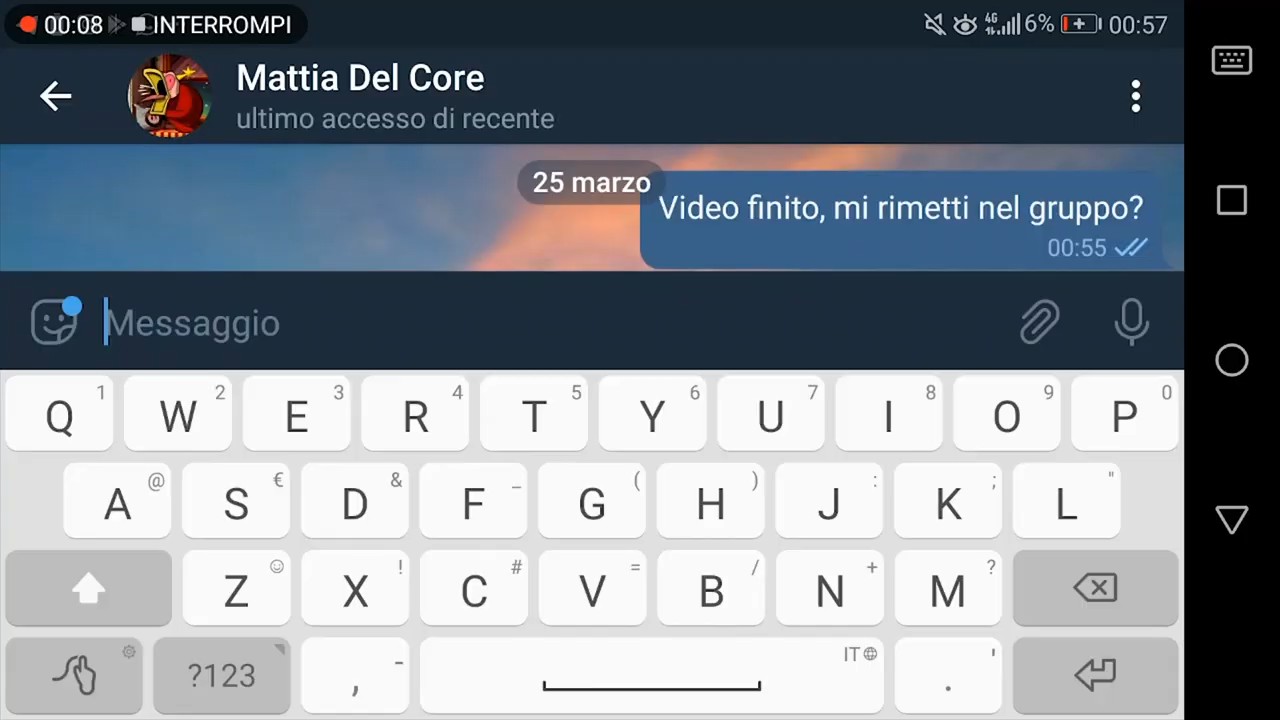 00:08 INTERROMPI 4G 6% 00:57
Mattia Del Core
ultimo accesso di recente
25 marzo
Video finito, mi rimetti nel gruppo?
00:55
Messaggio
Q 1 W 2 E 3 R 4 T 5 Y 6 U 7 I 8 O 9 P 0
A @ S € D & F _ G ( H ) J : K ; L "
Z X ! C # V = B / N + M ?
?123 , - IT . '